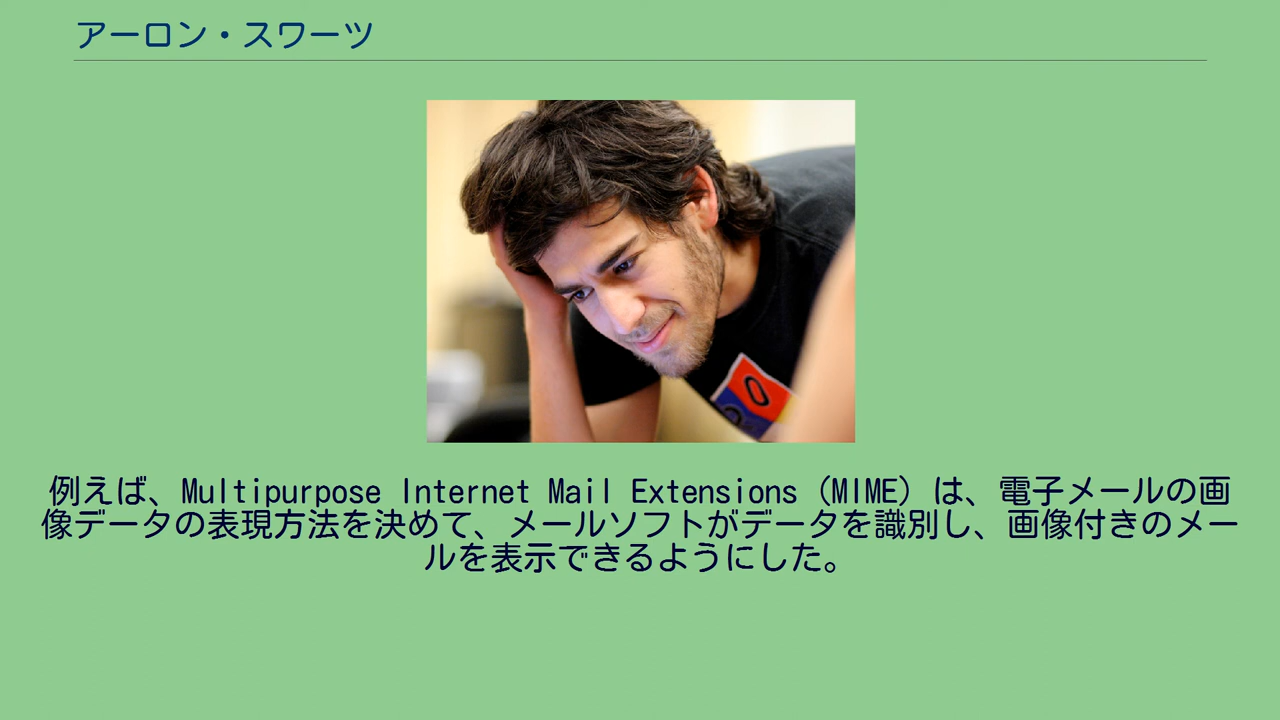 アーロン・スワーツ
例えば、Multipurpose Internet Mail Extensions（MIME）は、電子メールの画
像データの表現方法を決めて、メールソフトがデータを識別し、画像付きのメー
ルを表示できるようにした。